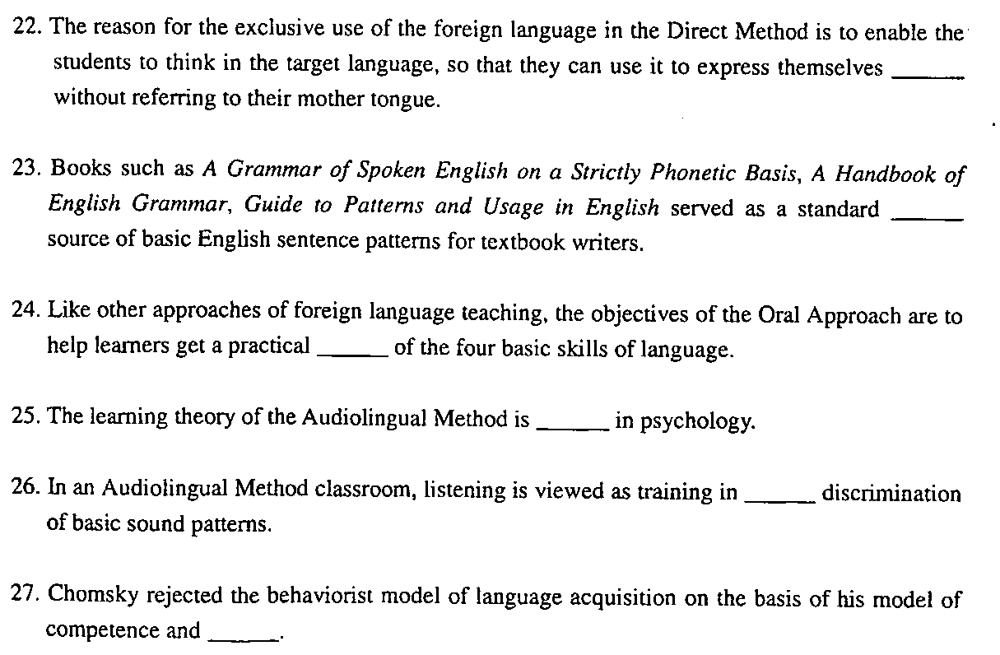 22. The reason for the exclusive use of the foreign language in the Direct Method is to enable the
students to think in the target language, so that they can use it to express themselves ______
without referring to their mother tongue.
23. Books such as A Grammar of Spoken English on a Strictly Phonetic Basis, A Handbook of
English Grammar, Guide to Patterns and Usage in English served as a standard ______
source of basic English sentence patterns for textbook writers.
24. Like other approaches of foreign language teaching, the objectives of the Oral Approach are to
help learners get a practical ______ of the four basic skills of language.
25. The learning theory of the Audiolingual Method is ______ in psychology.
26. In an Audiolingual Method classroom, listening is viewed as training in ______ discrimination
of basic sound patterns.
27. Chomsky rejected the behaviorist model of language acquisition on the basis of his model of
competence and ______.